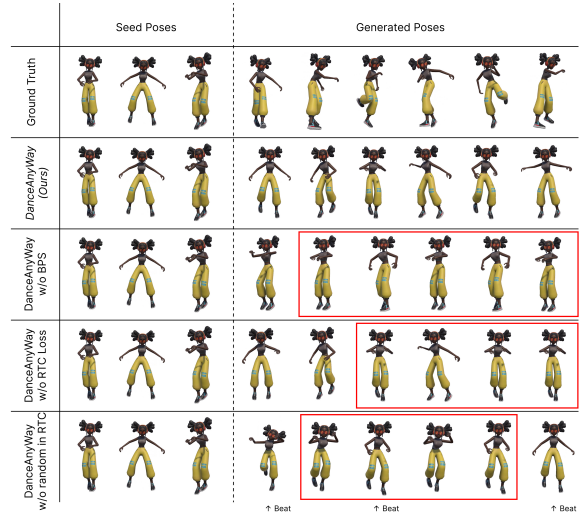 Seed Poses
Generated Poses
Ground Truth
DanceAnyWay
(Ours)
DanceAnyWay
w/o BPS
DanceAnyWay
w/o RTC Loss
DanceAnyWay
w/o random in RTC
↑ Beat
↑ Beat
↑ Beat